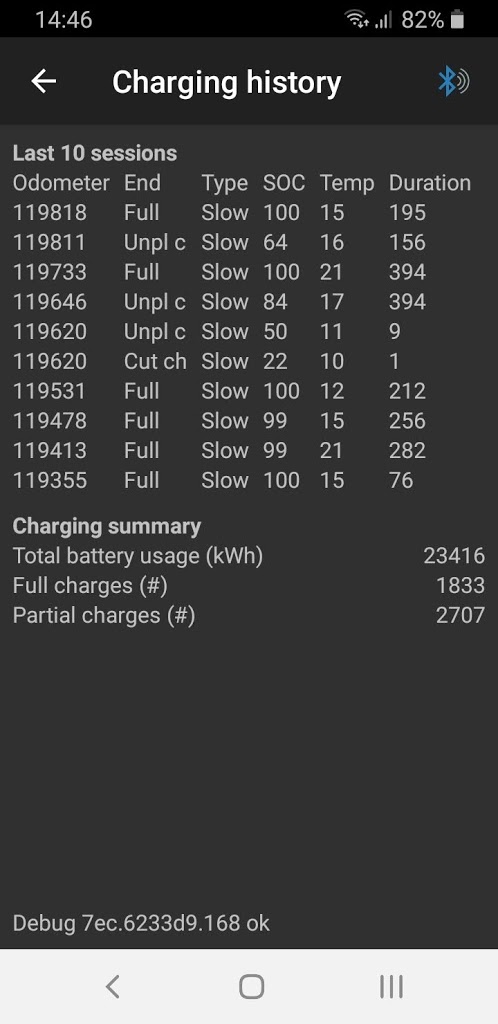 14:46 82%
Charging history
Last 10 sessions
Odometer End Type SOC Temp Duration
119818 Full Slow 100 15 195
119811 Unpl c Slow 64 16 156
119733 Full Slow 100 21 394
119646 Unpl c Slow 84 17 394
119620 Unpl c Slow 50 11 9
119620 Cut ch Slow 22 10 1
119531 Full Slow 100 12 212
119478 Full Slow 99 15 256
119413 Full Slow 99 21 282
119355 Full Slow 100 15 76
Charging summary
Total battery usage (kWh) 23416
Full charges (#) 1833
Partial charges (#) 2707
Debug 7ec.6233d9.168 ok